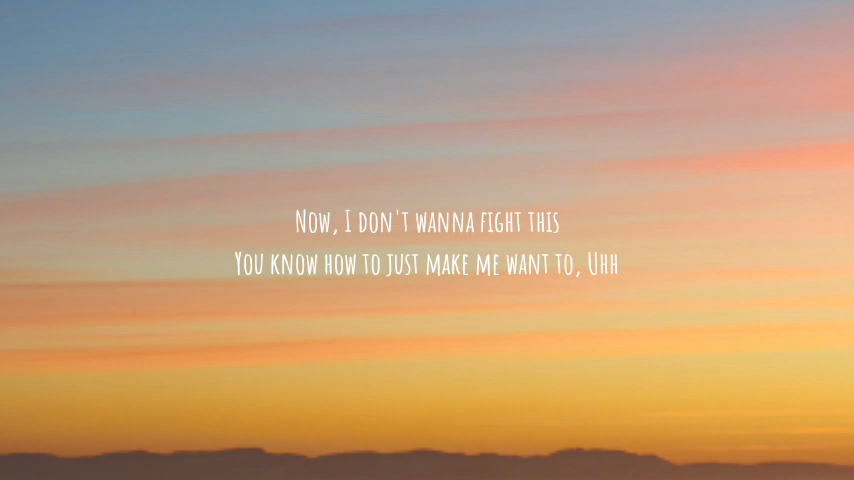 Now, I don't wanna fight this
You know how to just make me want to, Uhh